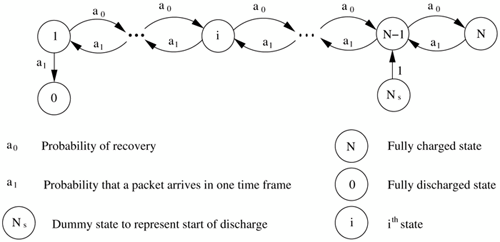 a0 a0 a0 a0 a0
1 ••• i ••• N−1 N
a1 a1 a1 a1 a1
a1 1
0 Ns
a0 Probability of recovery N Fully charged state
a1 Probability that a packet arrives in one time frame 0 Fully discharged state
Ns Dummy state to represent start of discharge i ith state